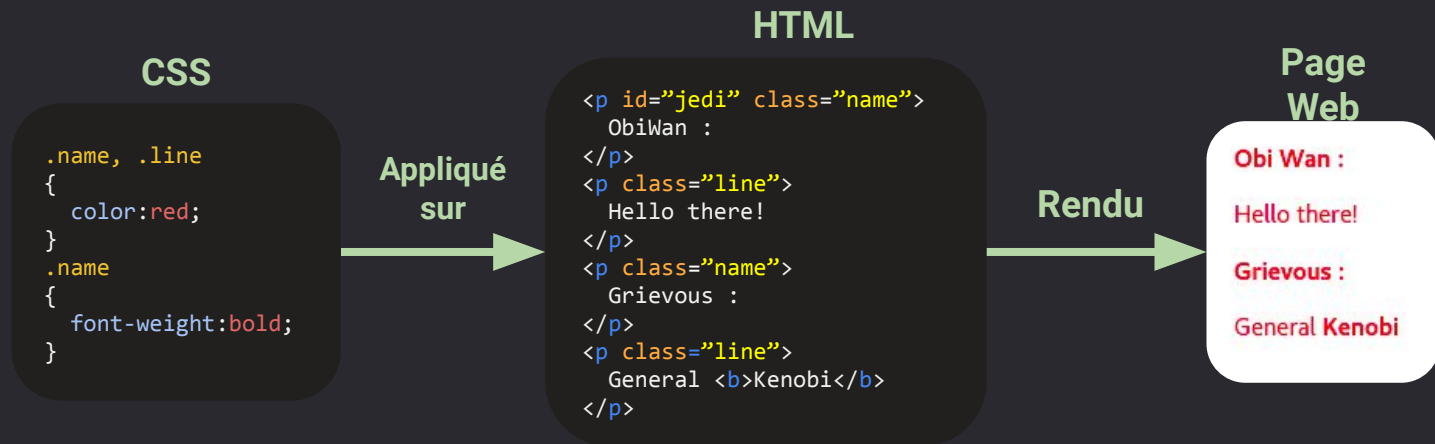 CSS
.name, .line
{
  color:red;
}
.name
{
  font-weight:bold;
}
Appliqué
sur
HTML
<p id=”jedi” class=”name”>
  ObiWan :
</p>
<p class=”line”>
  Hello there!
</p>
<p class=”name”>
  Grievous :
</p>
<p class=”line”>
  General <b>Kenobi</b>
</p>
Rendu
Page
Web
Obi Wan :
Hello there!
Grievous :
General Kenobi